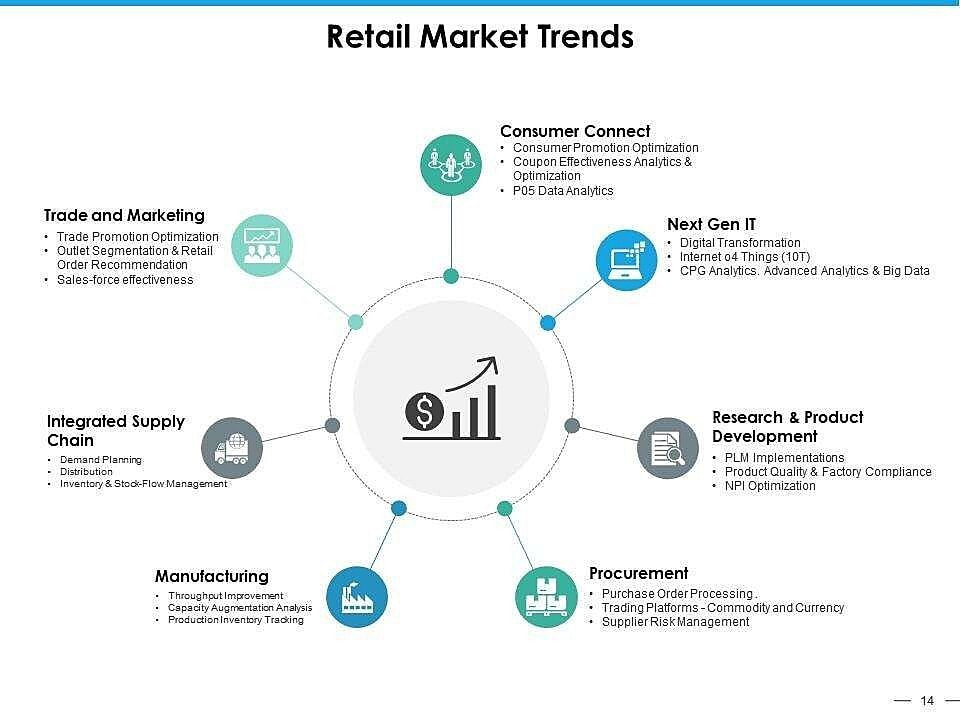 Retail Market Trends
Consumer Connect
• Consumer Promotion Optimization
• Coupon Effectiveness Analytics &
Optimization
• P05 Data Analytics
Next Gen IT
• Digital Transformation
• Internet o4 Things (10T)
• CPG Analytics. Advanced Analytics & Big Data
Research & Product
Development
• PLM Implementations
• Product Quality & Factory Compliance
• NPI Optimization
Procurement
• Purchase Order Processing .
• Trading Platforms - Commodity and Currency
• Supplier Risk Management
Manufacturing
• Throughput Improvement
• Capacity Augmentation Analysis
• Production Inventory Tracking
Integrated Supply
Chain
• Demand Planning
• Distribution
• Inventory & Stock-Flow Management
Trade and Marketing
• Trade Promotion Optimization
• Outlet Segmentation & Retail
Order Recommendation
• Sales-force effectiveness
$
14